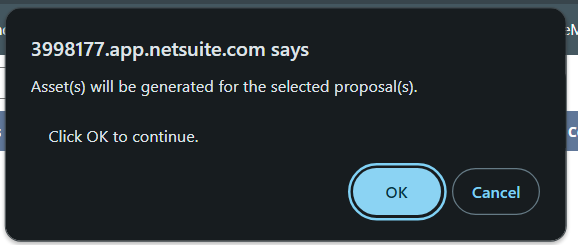 3998177.app.netsuite.com says
Asset(s) will be generated for the selected proposal(s).
Click OK to continue.
OK
Cancel